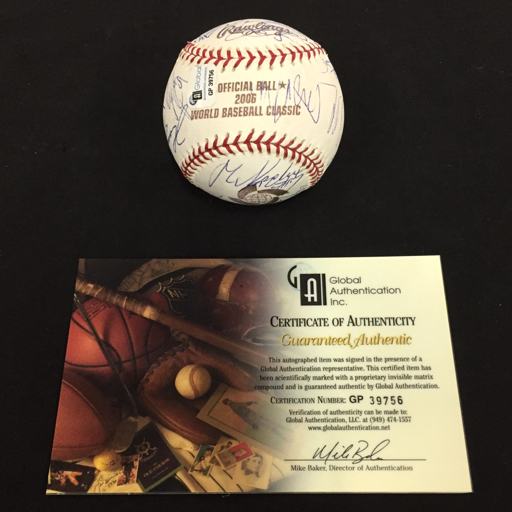 Rawlings
Global
GP 39756
OFFICIAL BALL
2006
WORLD BASEBALL CLASSIC
GAI
Global
Authentication
Inc.
CERTIFICATE OF AUTHENTICITY
Guaranteed Authentic
This autographed item was signed in the presence of a
Global Authentication representative. This certified item has
been scientifically marked with a proprietary invisible matrix
compound and is guaranteed authentic by Global Authentication.
CERTIFICATION NUMBER: GP 39756
Verification of authenticity can be made to:
Global Authentication, LLC. at (949) 474-1557
www.globalauthentication.net
Mike Baker, Director of Authentication